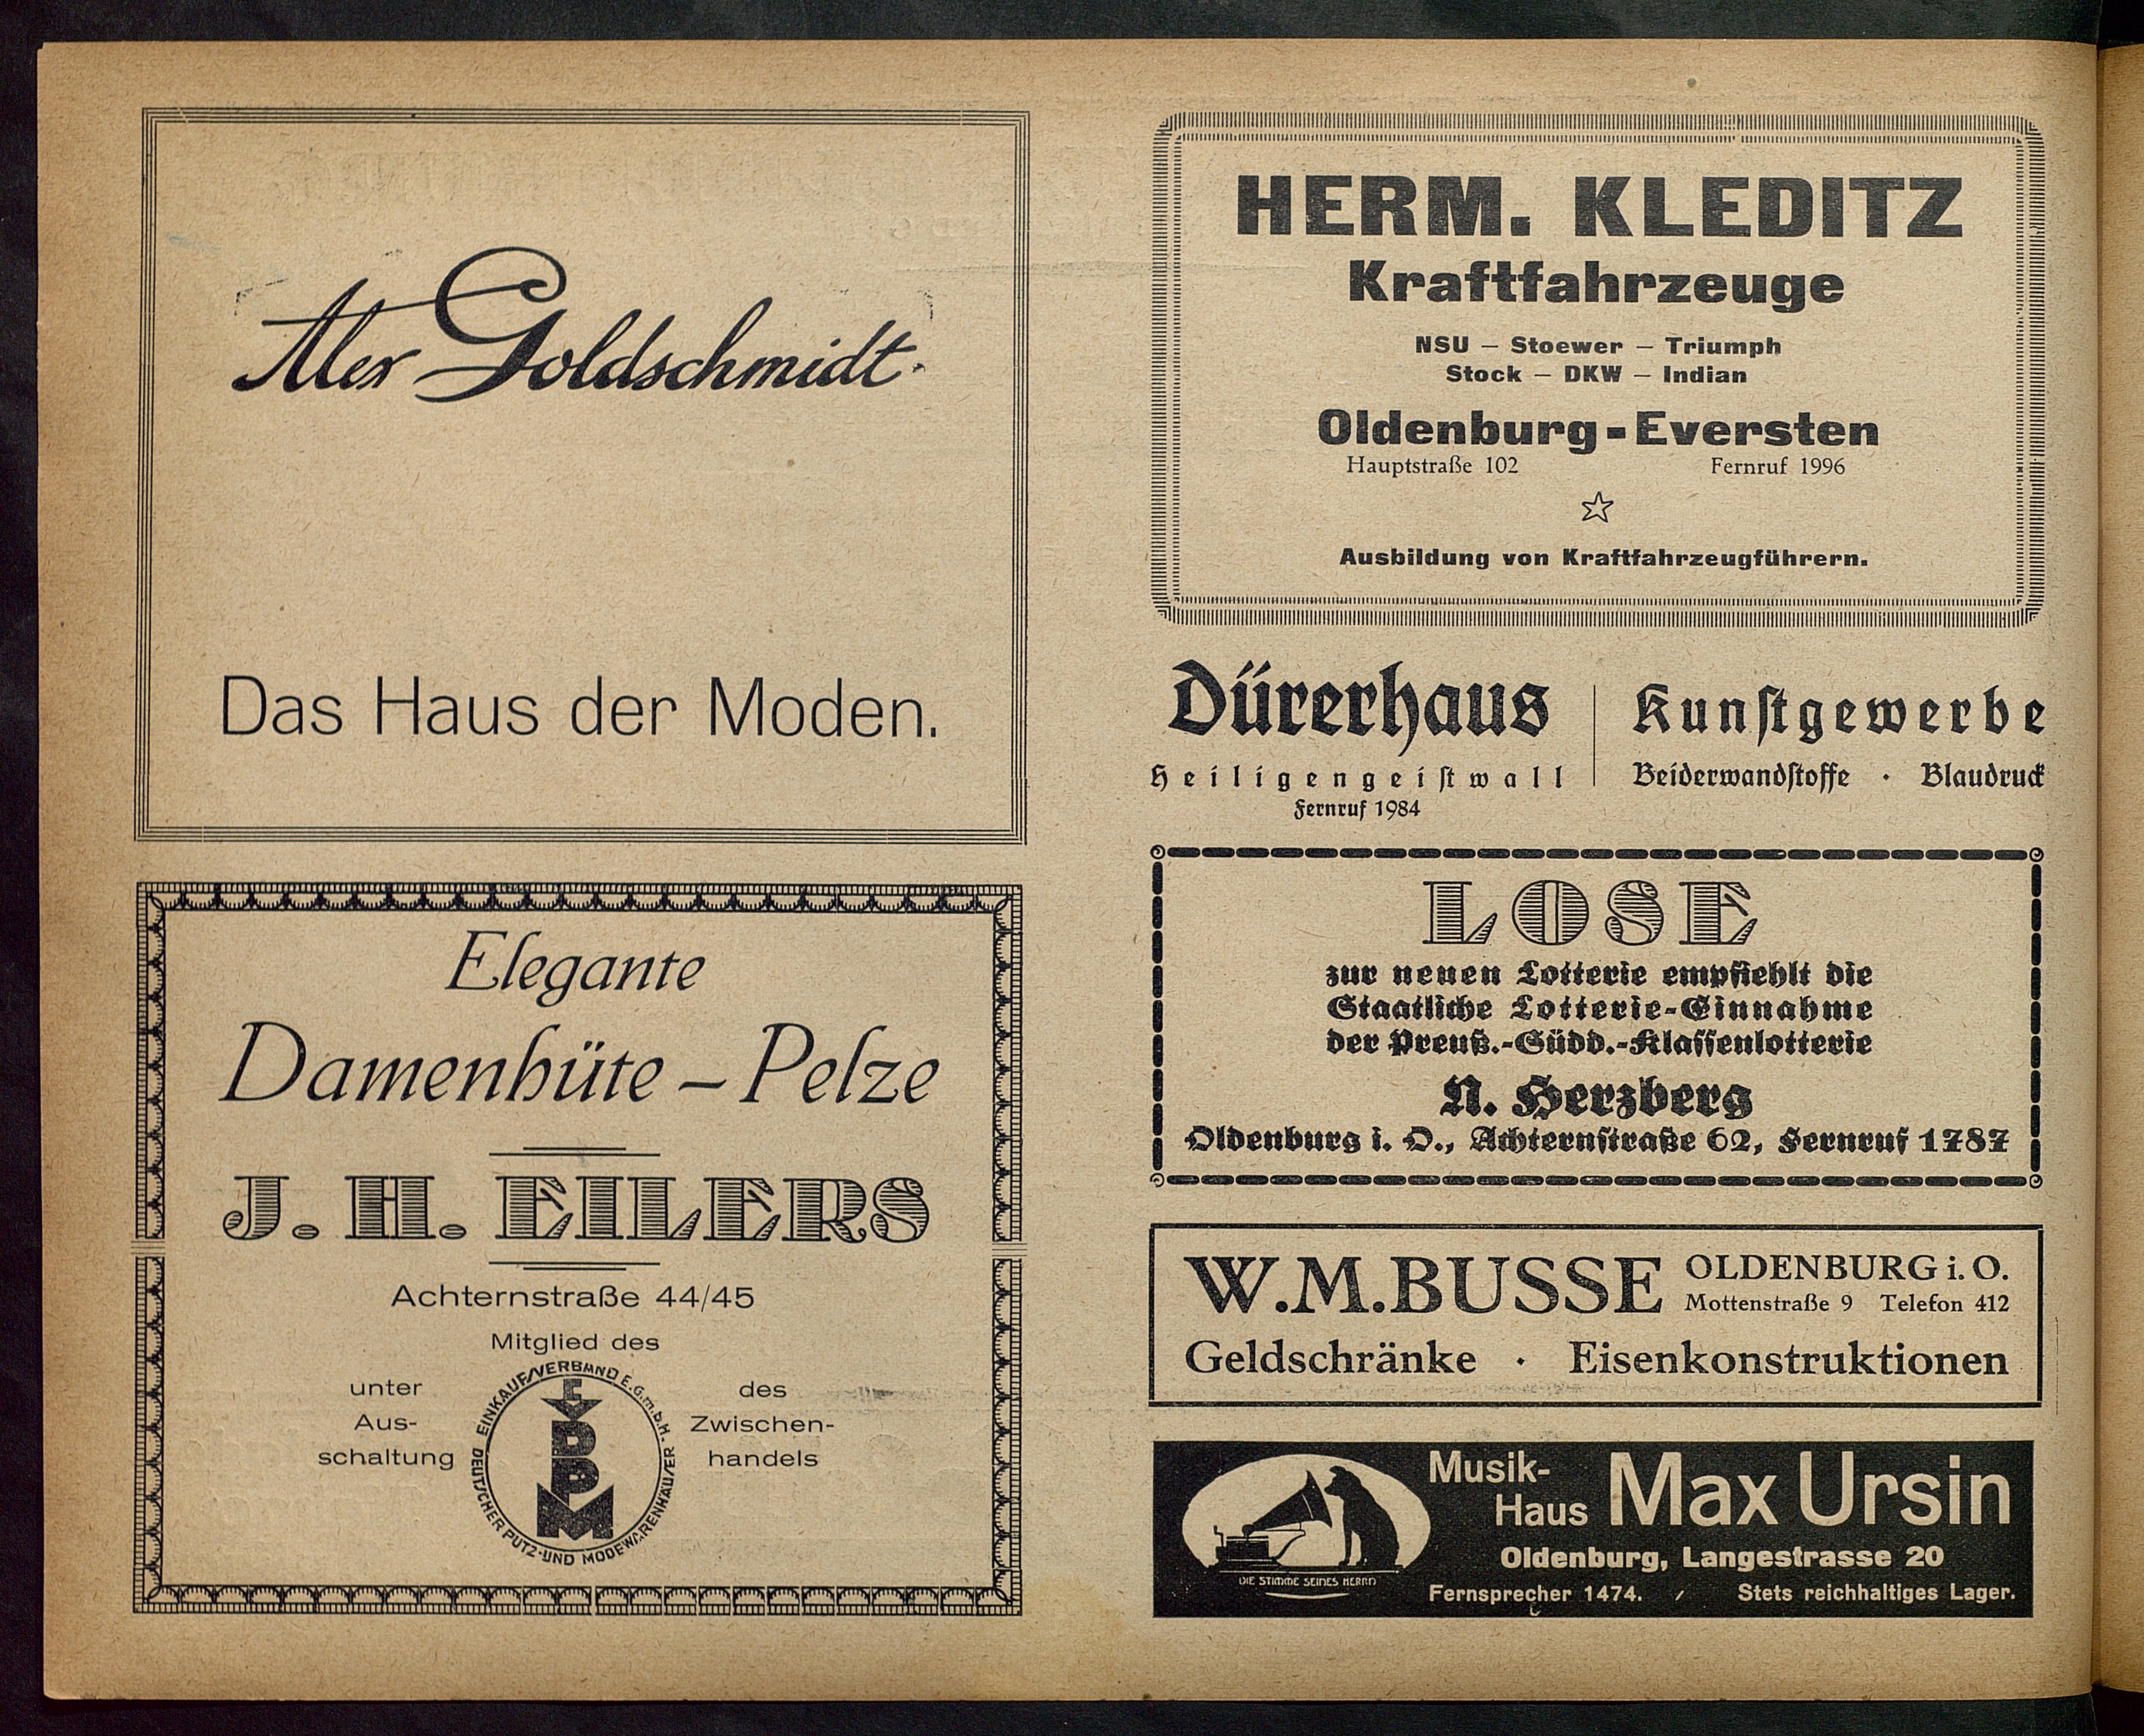 Alex Goldschmidt.
Das Haus der Moden.
Elegante
Damenhüte – Pelze
J. H. EILERS
Achternstraße 44/45
Mitglied des
unter
Aus-
schaltung
EINKAUFSVERBAND E.G.m.b.H.
DEUTSCHER PUTZ-UND MODEWARENHÄUSER
E
V
D
P
M
des
Zwischen-
handels
HERM. KLEDITZ
Kraftfahrzeuge
NSU – Stoewer – Triumph
Stock – DKW – Indian
Oldenburg-Eversten
Hauptstraße 102 Fernruf 1996
Ausbildung von Kraftfahrzeugführern.
Dürerhaus
Heiligengeistwall
Fernruf 1984
Kunstgewerbe
Beiderwandstoffe · Blaudruck
LOSE
zur neuen Lotterie empfiehlt die
Staatliche Lotterie-Einnahme
der Preuß.-Südd.-Klassenlotterie
N. Herzberg
Oldenburg i. O., Achternstraße 62, Fernruf 1787
W.M.BUSSE OLDENBURG i. O.
Mottenstraße 9 Telefon 412
Geldschränke · Eisenkonstruktionen
DIE STIMME SEINES HERRN
Musik-
Haus Max Ursin
Oldenburg, Langestrasse 20
Fernsprecher 1474. / Stets reichhaltiges Lager.